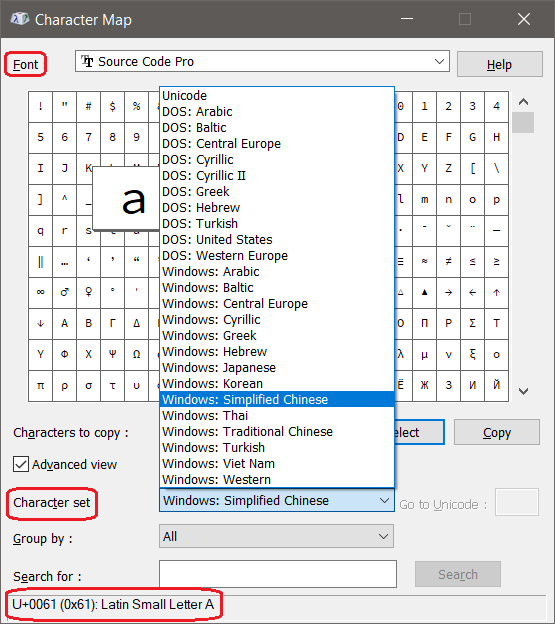 Character Map
Font
Source Code Pro
Help
! " # $ % 0 1 2 3 4
5 6 7 8 9 D E F G H
I J K X Y Z [ \
] ^ _ l m n o p
a
q r s
‖ … ‘ ’ “ ≡ ≈ ≠ ≤ ≥
∞ ♂ ♀ ° ′ ▲ → ← ↑
↓ Α Β Γ Δ Ο Π Ρ Σ Τ
Υ Φ Χ Ψ Ω κ λ μ ν ξ
π ρ σ τ υ Ё Ж З И Й
Unicode
DOS: Arabic
DOS: Baltic
DOS: Central Europe
DOS: Cyrillic
DOS: Cyrillic II
DOS: Greek
DOS: Hebrew
DOS: Turkish
DOS: United States
DOS: Western Europe
Windows: Arabic
Windows: Baltic
Windows: Central Europe
Windows: Cyrillic
Windows: Greek
Windows: Hebrew
Windows: Japanese
Windows: Korean
Windows: Simplified Chinese
Windows: Thai
Windows: Traditional Chinese
Windows: Turkish
Windows: Viet Nam
Windows: Western
Characters to copy :
elect
Copy
Advanced view
Character set
Windows: Simplified Chinese
Go to Unicode :
Group by :
All
Search for :
Search
U+0061 (0x61): Latin Small Letter A